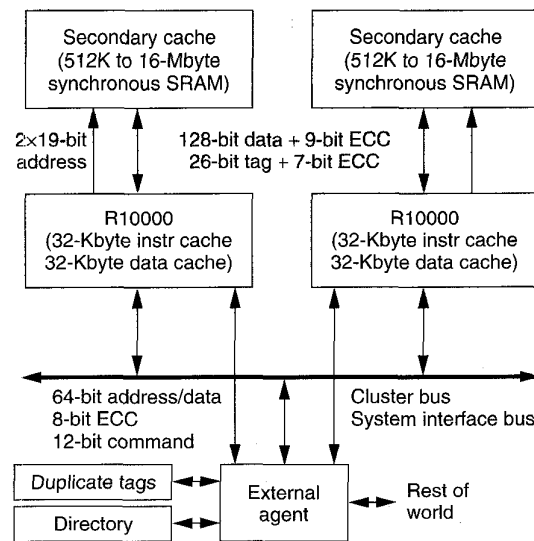 Secondary cache
(512K to 16-Mbyte
synchronous SRAM)
Secondary cache
(512K to 16-Mbyte
synchronous SRAM)
2×19-bit
address
128-bit data + 9-bit ECC
26-bit tag + 7-bit ECC
R10000
(32-Kbyte instr cache
32-Kbyte data cache)
R10000
(32-Kbyte instr cache
32-Kbyte data cache)
64-bit address/data
8-bit ECC
12-bit command
Cluster bus
System interface bus
Duplicate tags
Directory
External
agent
Rest of
world